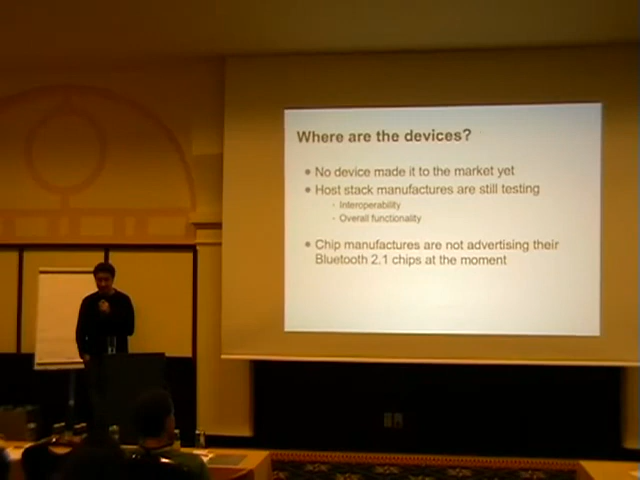 Where are the devices?
• No device made it to the market yet
• Host stack manufactures are still testing
· Interoperability
· Overall functionality
• Chip manufactures are not advertising their
Bluetooth 2.1 chips at the moment